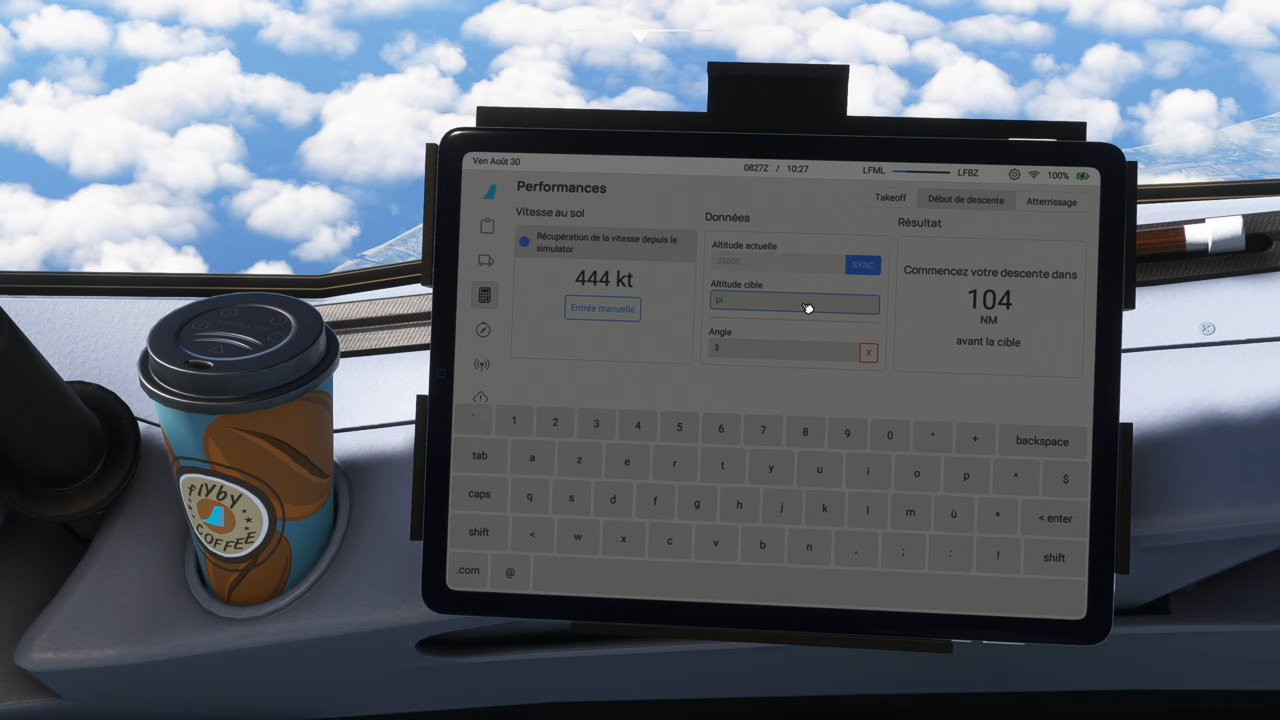 Ven Août 30
0827Z / 10:27
LFML LFBZ
100%
Performances
Takeoff Début de descente Atterrissage
Vitesse au sol
Récupération de la vitesse depuis le
simulator
444 kt
Entrée manuelle
Données
Altitude actuelle
33000 SYNC
Altitude cible
pi
Angle
3 X
Résultat
Commencez votre descente dans
104
NM
avant la cible
` 1 2 3 4 5 6 7 8 9 0 ° + backspace
tab a z e r t y u i o p ^ $
caps q s d f g h j k l m û * < enter
shift < w x c v b n , ; : ! shift
.com @
flyby
COFFEE